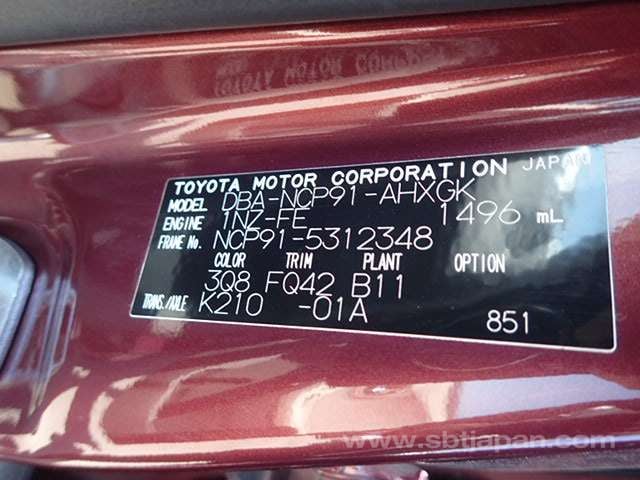 TOYOTA MOTOR CORPORATION JAPAN
MODEL DBA-NCP91-AHXGK
ENGINE 1NZ-FE 1496 mL
FRAME No. NCP91-5312348
COLOR TRIM PLANT OPTION
3Q8 FQ42 B11
TRANS./AXLE K210 -01A
851
www.sbtjapan.com